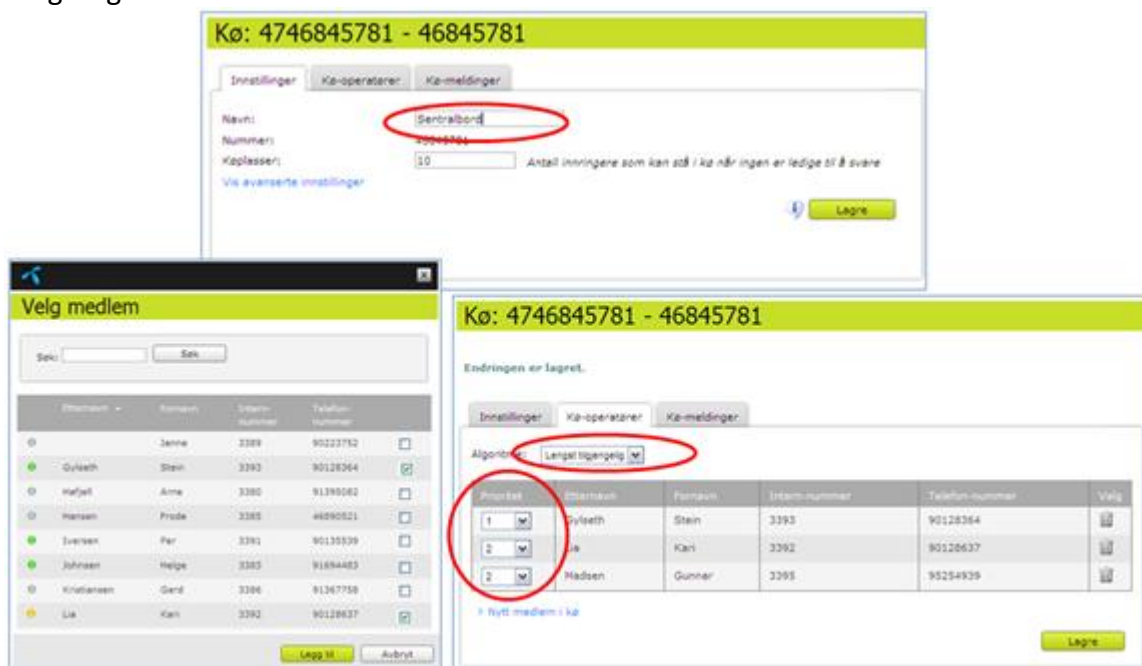 Kø: 4746845781 - 46845781
Innstillinger Kø-operatører Kø-meldinger
Navn: Sentralbord
Nummer: 46845781
Køplasser: 10 Antall innringere som kan stå i kø når ingen er ledige til å svare
Vis avanserte innstillinger
Lagre
Velg medlem
Søk: Søk
Etternavn Fornavn Intern-nummer Telefon-nummer
Janne 3389 90223752
Gylseth Stein 3393 90128364
Høfjell Arne 3380 91395082
Hansen Frode 3385 46890521
Iversen Per 3391 90135539
Johnsen Helge 3383 91694483
Kristiansen Gerd 3386 91367758
Lia Kari 3392 90128637
Legg til Avbryt
Kø: 4746845781 - 46845781
Endringen er lagret.
Innstillinger Kø-operatører Kø-meldinger
Algoritme: Lengst tilgjengelig
Prioritet Etternavn Fornavn Intern-nummer Telefon-nummer Velg
1 Gylseth Stein 3393 90128364
2 Lia Kari 3392 90128637
2 Madsen Gunnar 3395 95254939
Nytt medlem i kø
Lagre